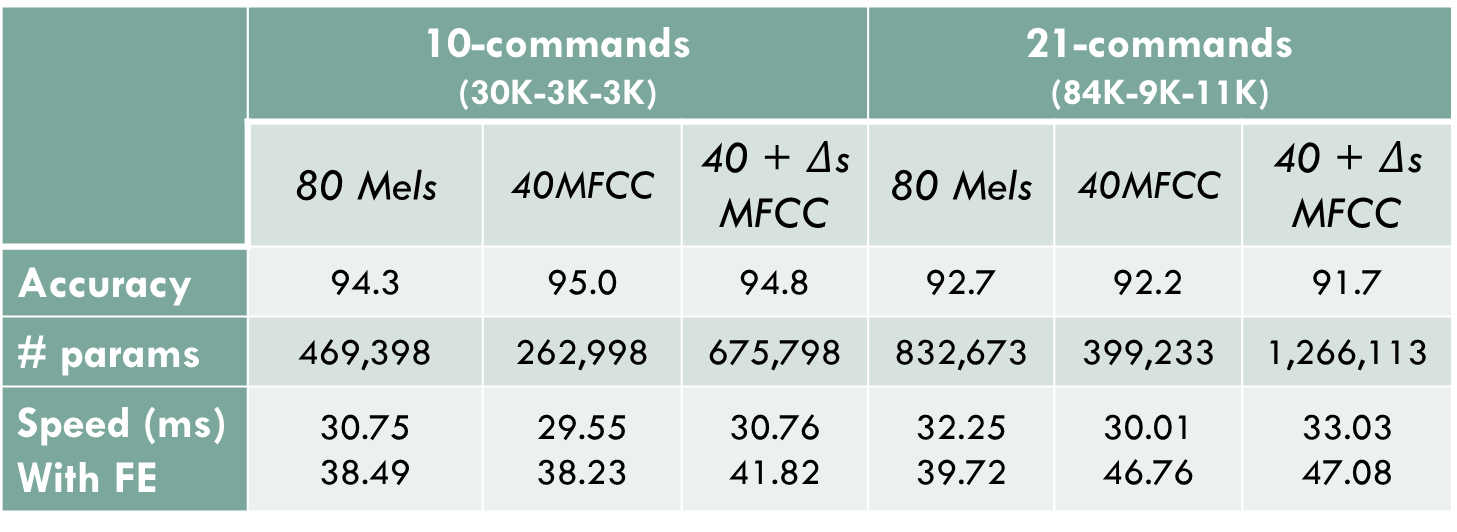 10-commands 21-commands
(30K-3K-3K) (84K-9K-11K)
80 Mels 40MFCC 40 + Δs MFCC 80 Mels 40MFCC 40 + Δs MFCC
Accuracy 94.3 95.0 94.8 92.7 92.2 91.7
# params 469,398 262,998 675,798 832,673 399,233 1,266,113
Speed (ms) 30.75 29.55 30.76 32.25 30.01 33.03
With FE 38.49 38.23 41.82 39.72 46.76 47.08